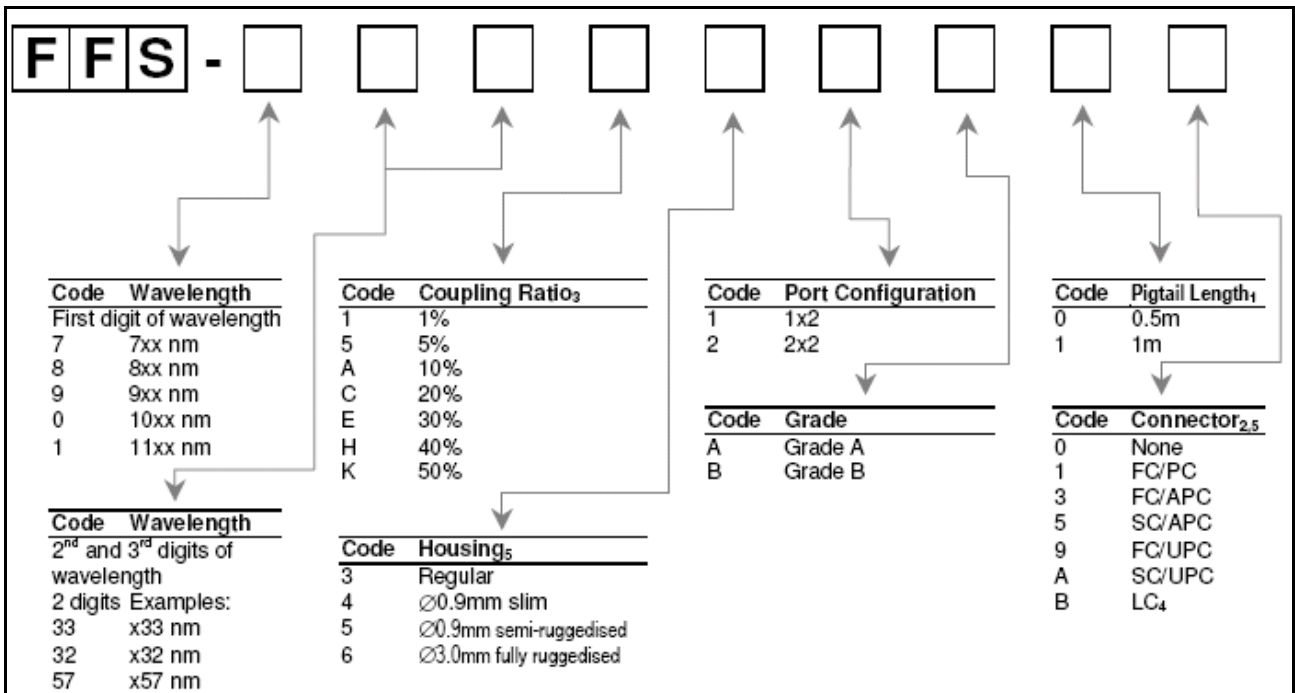 FFS -
Code Wavelength
First digit of wavelength
7 7xx nm
8 8xx nm
9 9xx nm
0 10xx nm
1 11xx nm
Code Wavelength
2nd and 3rd digits of
wavelength
2 digits Examples:
33 x33 nm
32 x32 nm
57 x57 nm
Code Coupling Ratio3
1 1%
5 5%
A 10%
C 20%
E 30%
H 40%
K 50%
Code Housing5
3 Regular
4 ∅0.9mm slim
5 ∅0.9mm semi-ruggedised
6 ∅3.0mm fully ruggedised
Code Port Configuration
1 1x2
2 2x2
Code Grade
A Grade A
B Grade B
Code Pigtail Length1
0 0.5m
1 1m
Code Connector2,5
0 None
1 FC/PC
3 FC/APC
5 SC/APC
9 FC/UPC
A SC/UPC
B LC4